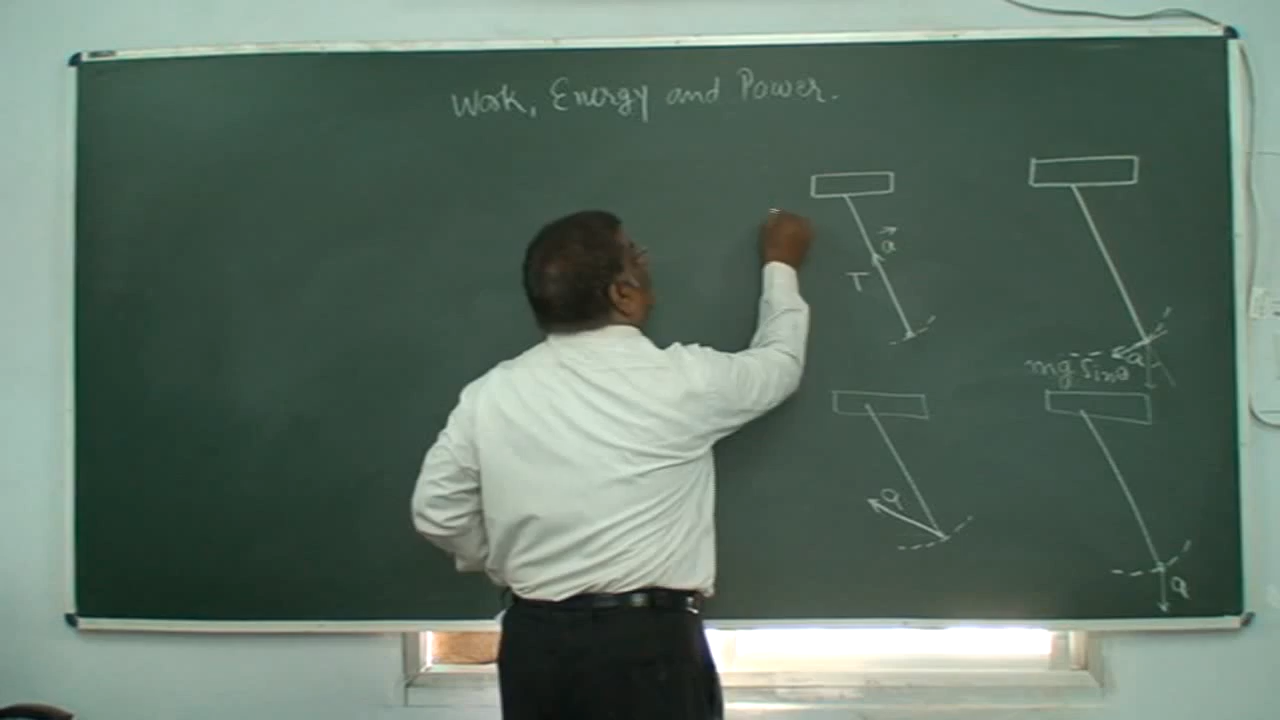 Work, Energy and Power.
a
T
a
mg Sinθ
a
a